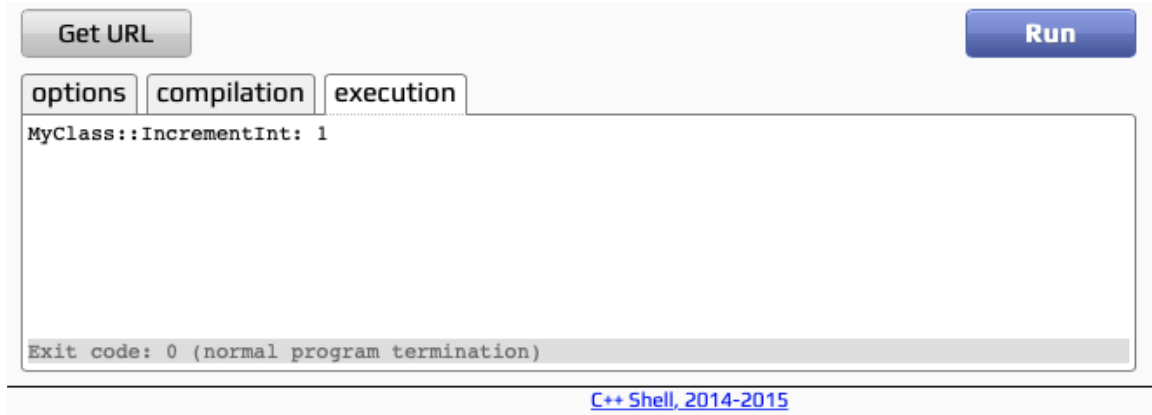 Get URL Run
options compilation execution
MyClass::IncrementInt: 1
Exit code: 0 (normal program termination)
C++ Shell, 2014-2015